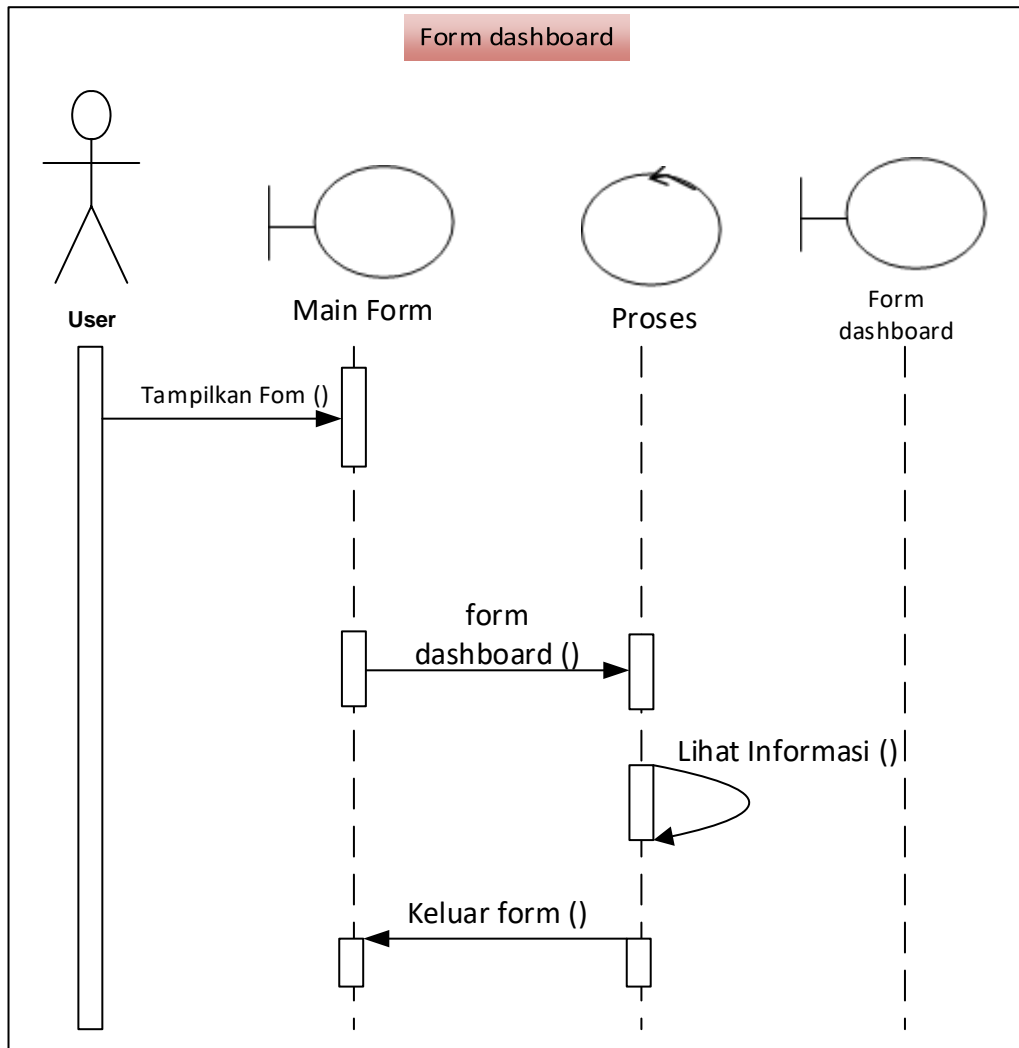 Form dashboard
User
Main Form
Proses
Form
dashboard
Tampilkan Fom ()
form
dashboard ()
Lihat Informasi ()
Keluar form ()